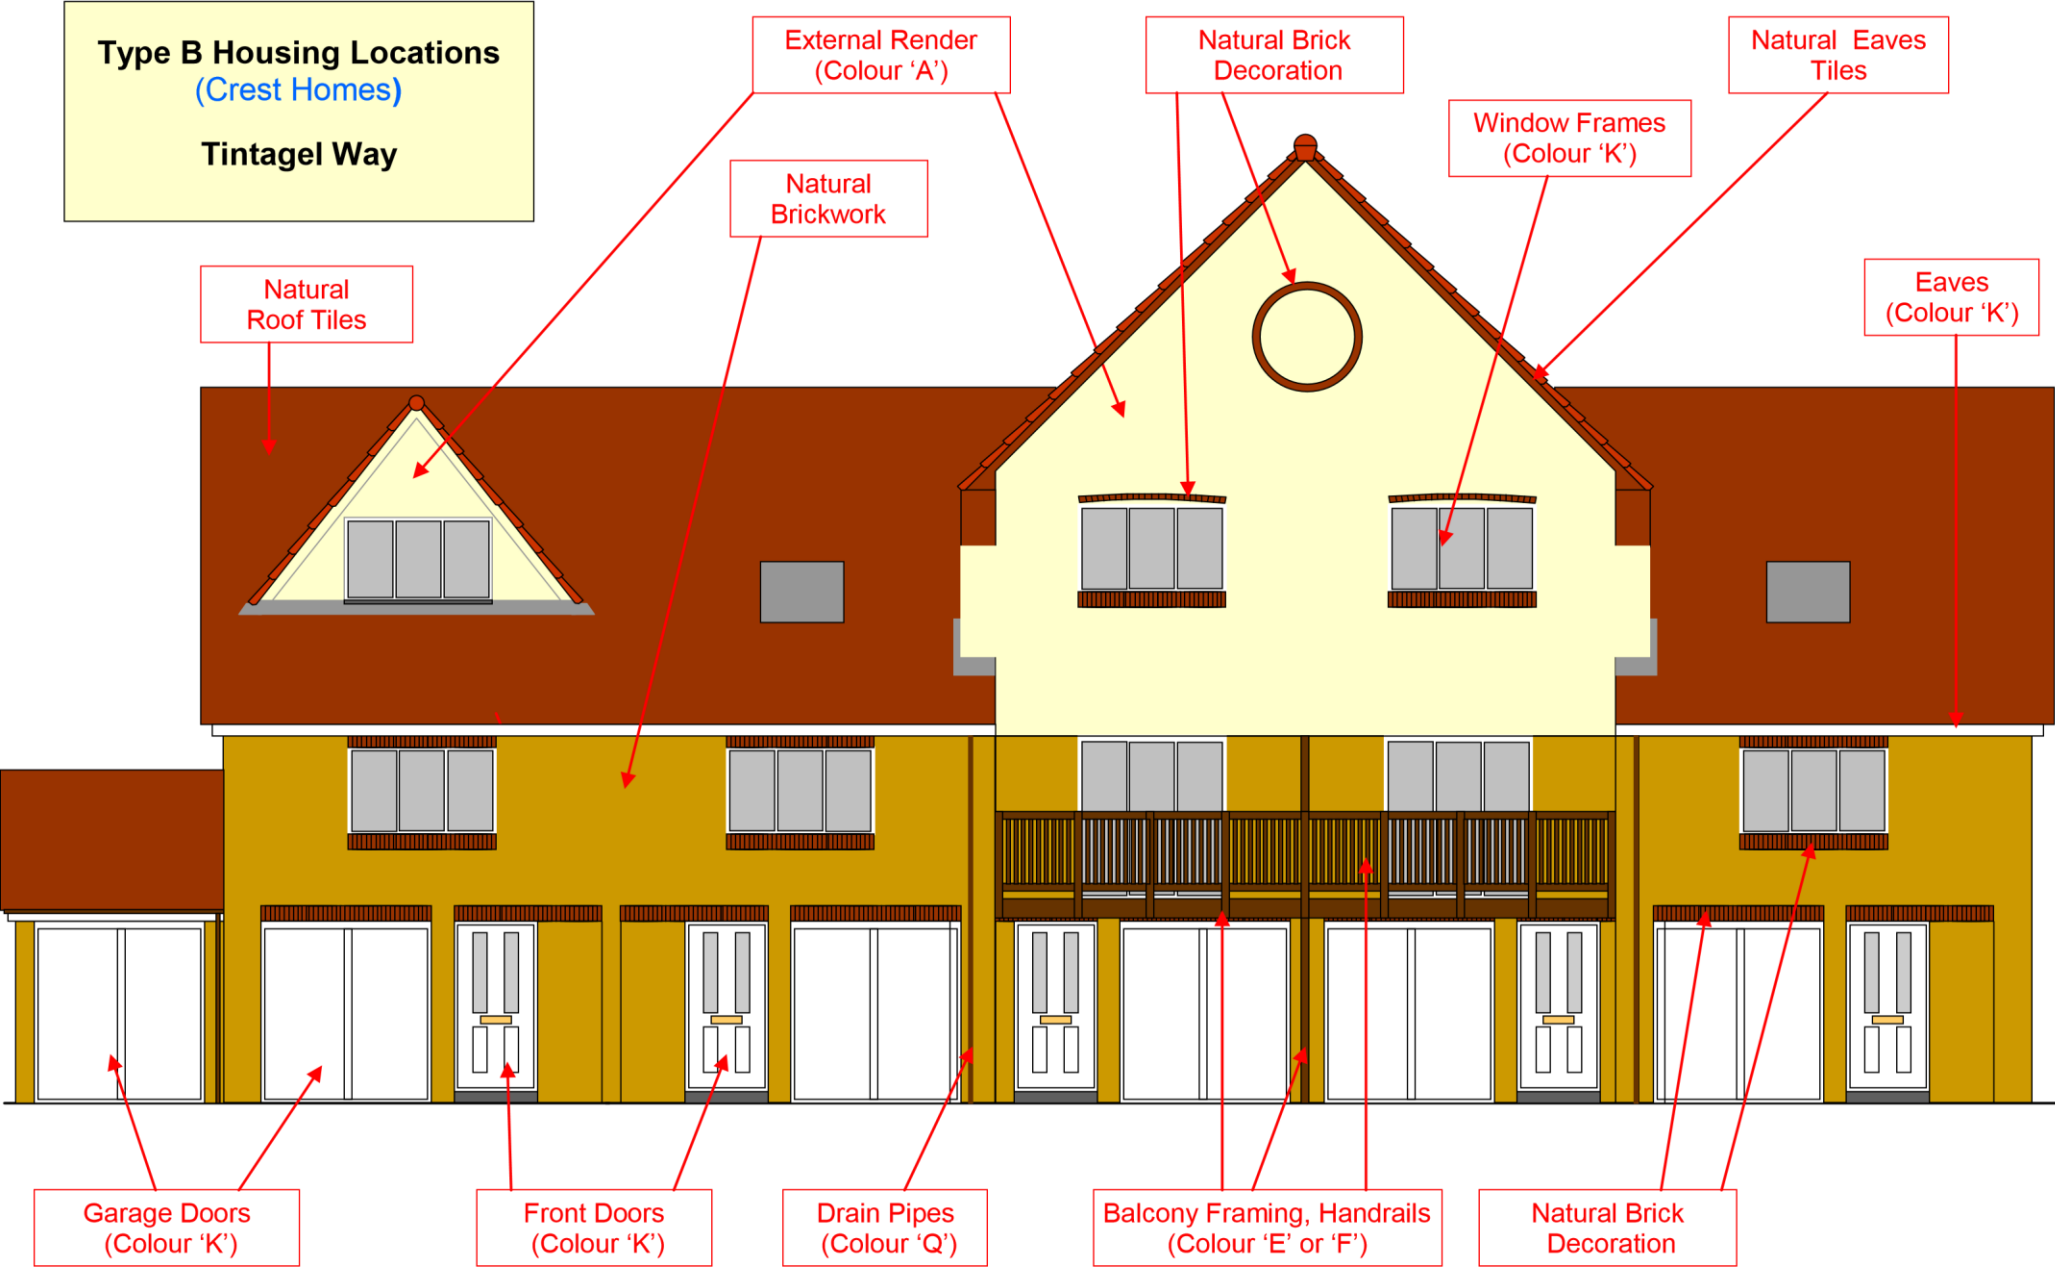 Type B Housing Locations
(Crest Homes)
Tintagel Way
External Render
(Colour ‘A’)
Natural Brick
Decoration
Natural Eaves
Tiles
Window Frames
(Colour ‘K’)
Natural
Brickwork
Natural
Roof Tiles
Eaves
(Colour ‘K’)
Garage Doors
(Colour ‘K’)
Front Doors
(Colour ‘K’)
Drain Pipes
(Colour ‘Q’)
Balcony Framing, Handrails
(Colour ‘E’ or ‘F’)
Natural Brick
Decoration